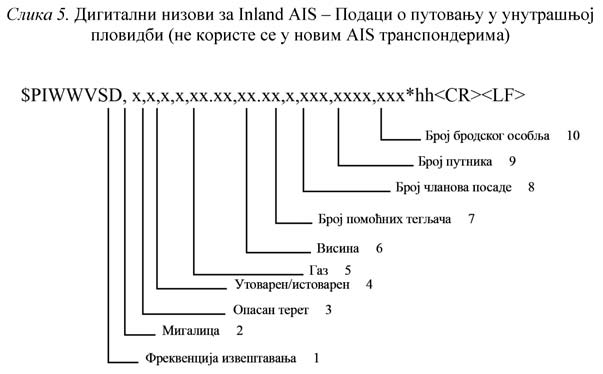 Слика 5. Дигитални низови за Inland AIS – Подаци о путовању у унутрашњој
пловидби (не користе се у новим AIS транспондерима)
$PIWWVSD, x,x,x,x,xx.xx,xx.xx,x,xxx,xxxx,xxx*hh<CR><LF>
Број бродског особља 10
Број путника 9
Број чланова посаде 8
Број помоћних тегљача 7
Висина 6
Газ 5
Утоварен/истоварен 4
Опасан терет 3
Мигалица 2
Фреквенција извештавања 1